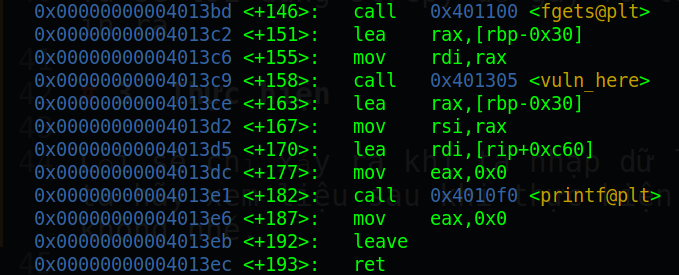 0x00000000004013bd <+146>: call 0x401100 <fgets@plt>
0x00000000004013c2 <+151>: lea rax,[rbp-0x30]
0x00000000004013c6 <+155>: mov rdi,rax
0x00000000004013c9 <+158>: call 0x401305 <vuln_here>
0x00000000004013ce <+163>: lea rax,[rbp-0x30]
0x00000000004013d2 <+167>: mov rsi,rax
0x00000000004013d5 <+170>: lea rdi,[rip+0xc60]
0x00000000004013dc <+177>: mov eax,0x0
0x00000000004013e1 <+182>: call 0x4010f0 <printf@plt>
0x00000000004013e6 <+187>: mov eax,0x0
0x00000000004013eb <+192>: leave
0x00000000004013ec <+193>: ret